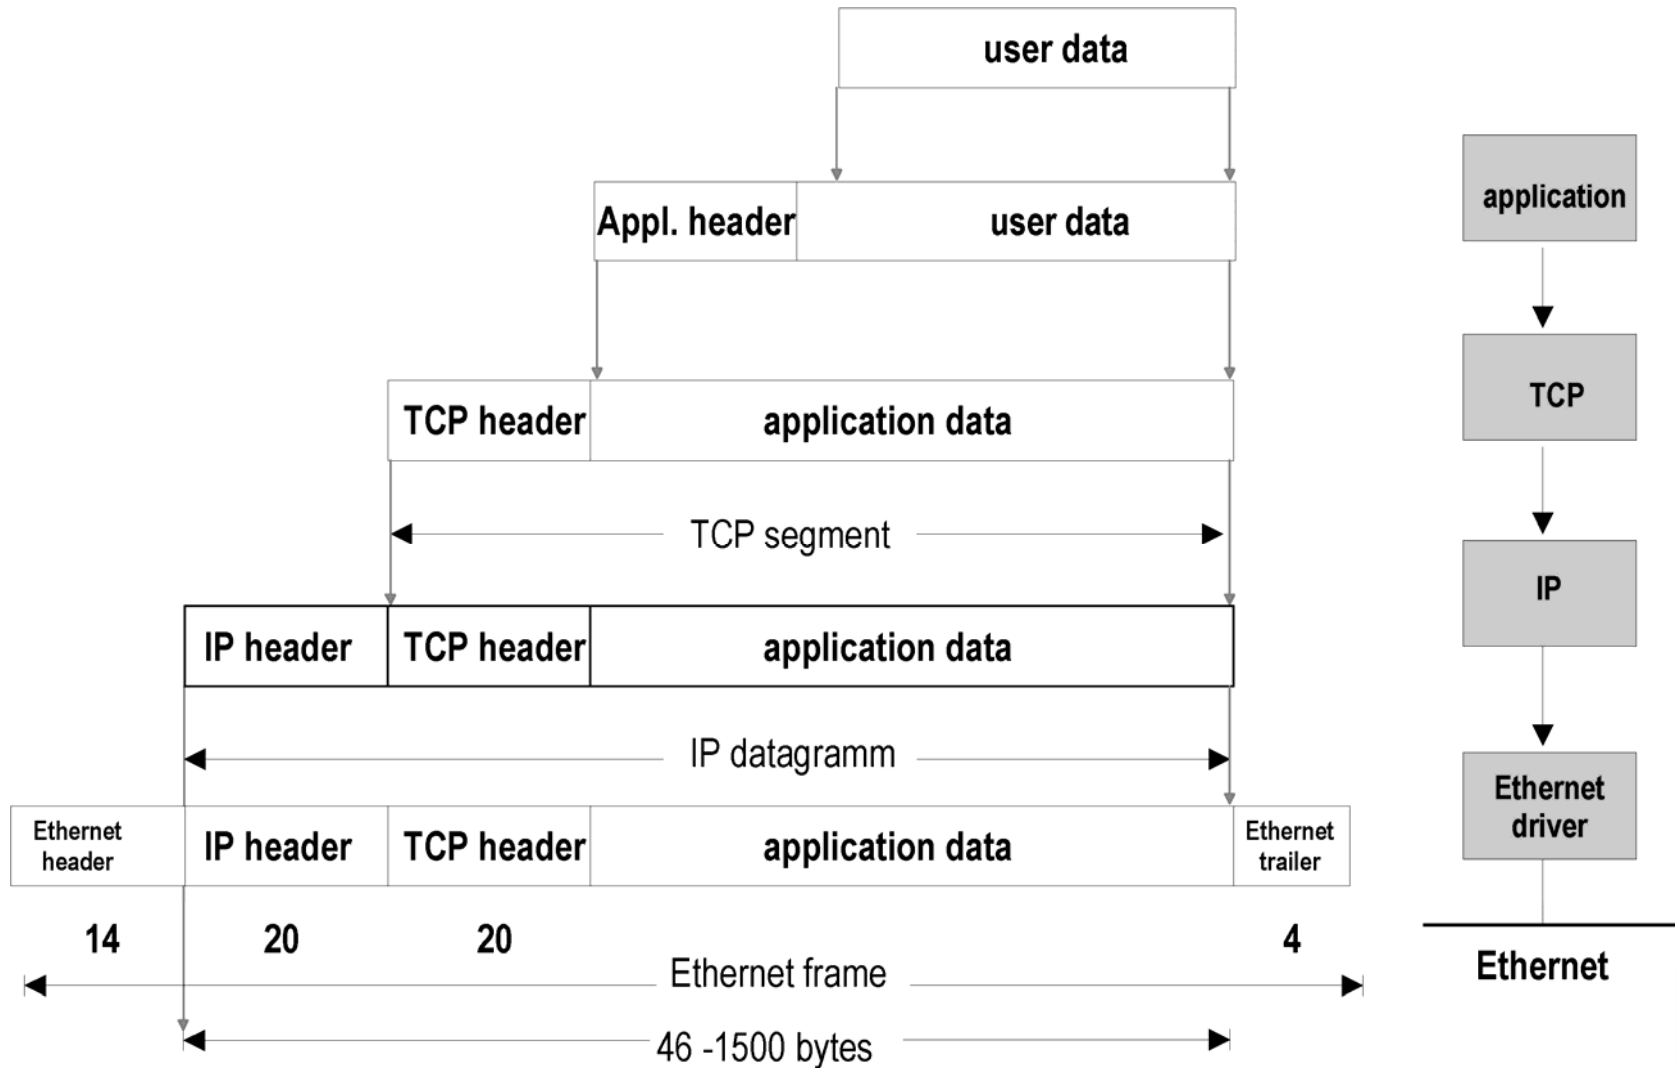 user data
Appl. header user data
application
TCP header application data
TCP
TCP segment
IP
IP header TCP header application data
IP datagramm
Ethernet
driver
Ethernet
header
IP header TCP header application data
Ethernet
trailer
14 20 20 4
Ethernet frame
Ethernet
46 -1500 bytes